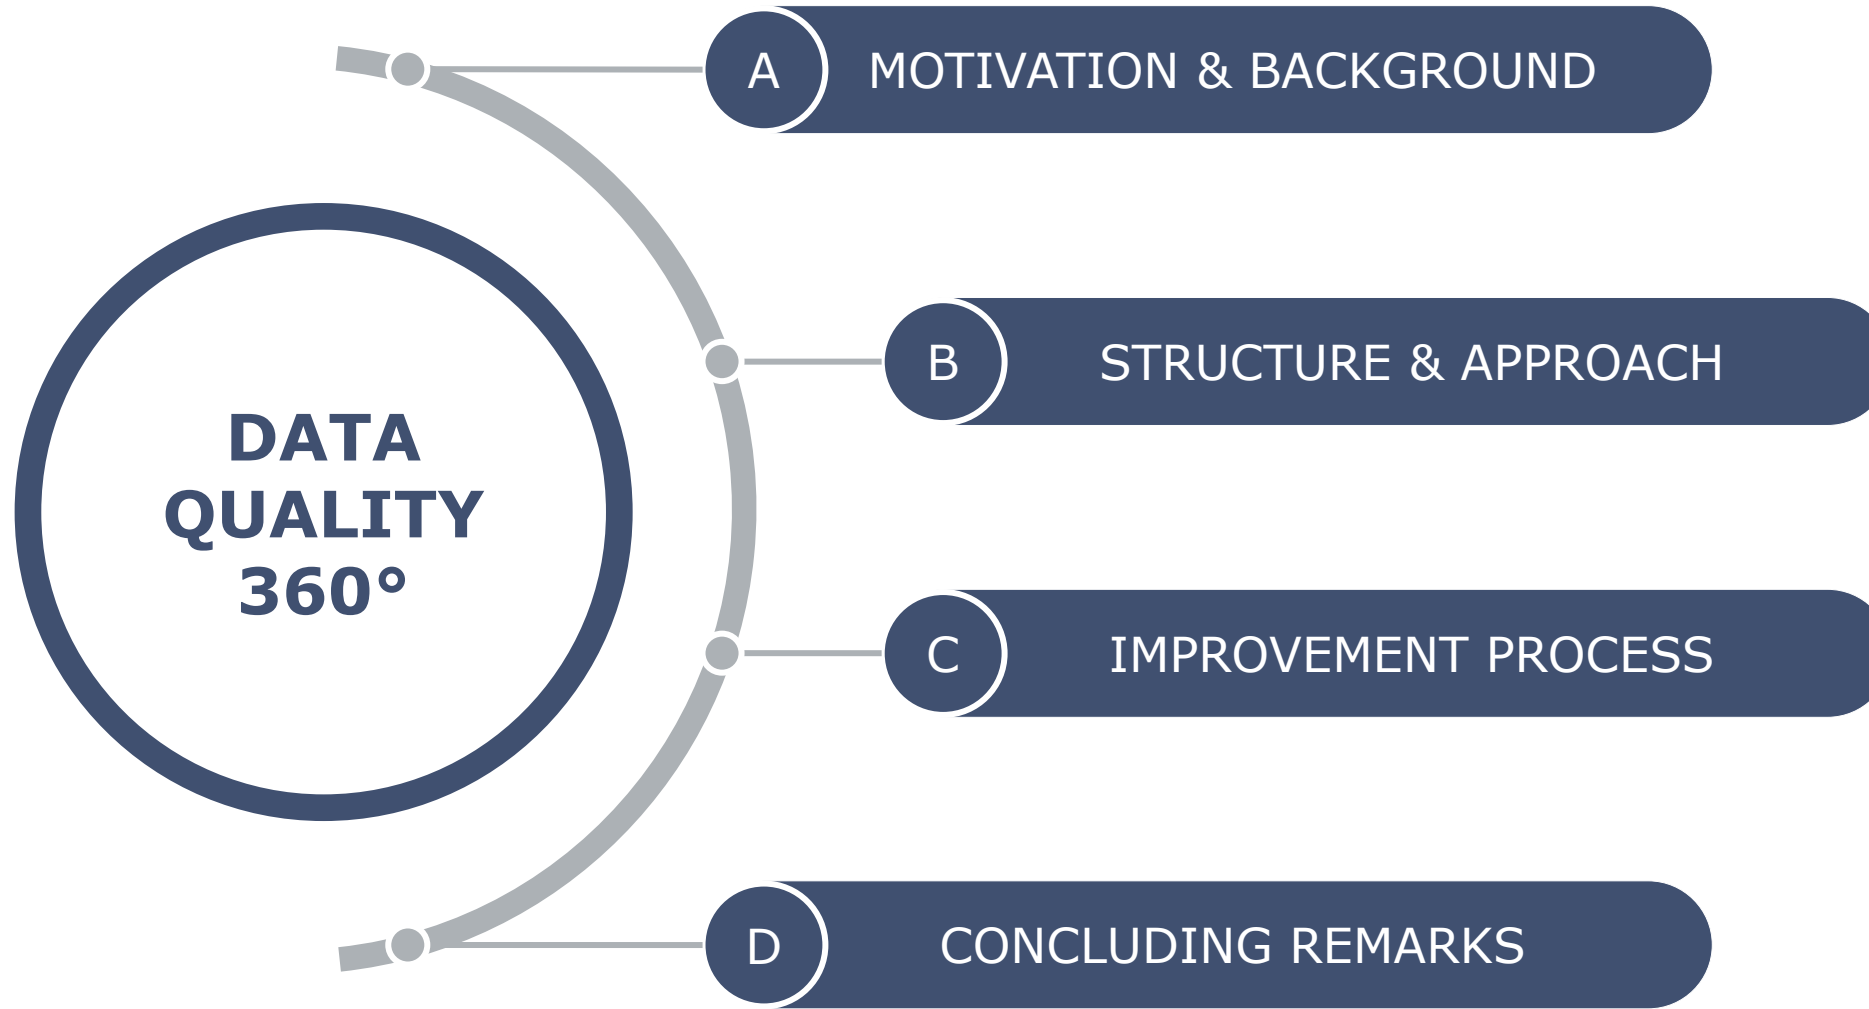 DATA
QUALITY
360°
A MOTIVATION & BACKGROUND
B STRUCTURE & APPROACH
C IMPROVEMENT PROCESS
D CONCLUDING REMARKS